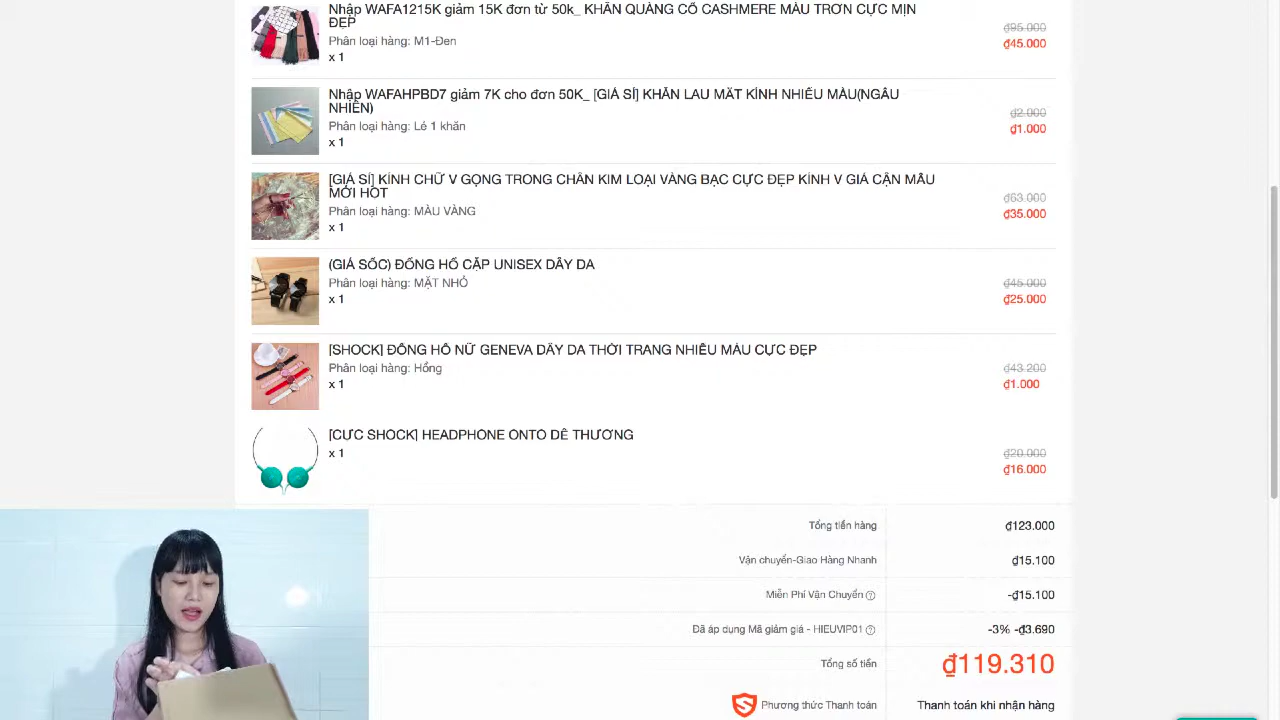 Nhập WAFA1215K giảm 15K đơn từ 50k_ KHĂN QUÀNG CỔ CASHMERE MÀU TRƠN CỰC MỊN
ĐẸP
Phân loại hàng: M1-Đen
x 1
₫95.000
₫45.000
Nhập WAFAHPBD7 giảm 7K cho đơn 50K_ [GIÁ SỈ] KHĂN LAU MẮT KÍNH NHIỀU MÀU(NGẪU
NHIÊN)
Phân loại hàng: Lẻ 1 khăn
x 1
₫2.000
₫1.000
[GIÁ SỈ] KÍNH CHỮ V GỌNG TRONG CHÂN KIM LOẠI VÀNG BẠC CỰC ĐẸP KÍNH V GIẢ CẬN MẪU
MỚI HOT
Phân loại hàng: MÀU VÀNG
x 1
₫63.000
₫35.000
(GIÁ SỐC) ĐỒNG HỒ CẶP UNISEX DÂY DA
Phân loại hàng: MẶT NHỎ
x 1
₫45.000
₫25.000
[SHOCK] ĐỒNG HỒ NỮ GENEVA DÂY DA THỜI TRANG NHIỀU MÀU CỰC ĐẸP
Phân loại hàng: Hồng
x 1
₫43.200
₫1.000
[CỰC SHOCK] HEADPHONE ONTO DỄ THƯƠNG
x 1
₫20.000
₫16.000
Tổng tiền hàng ₫123.000
Vận chuyển-Giao Hàng Nhanh ₫15.100
Miễn Phí Vận Chuyển -₫15.100
Đã áp dụng Mã giảm giá - HIEUVIP01 -3% -₫3.690
Tổng số tiền ₫119.310
Phương thức Thanh toán Thanh toán khi nhận hàng